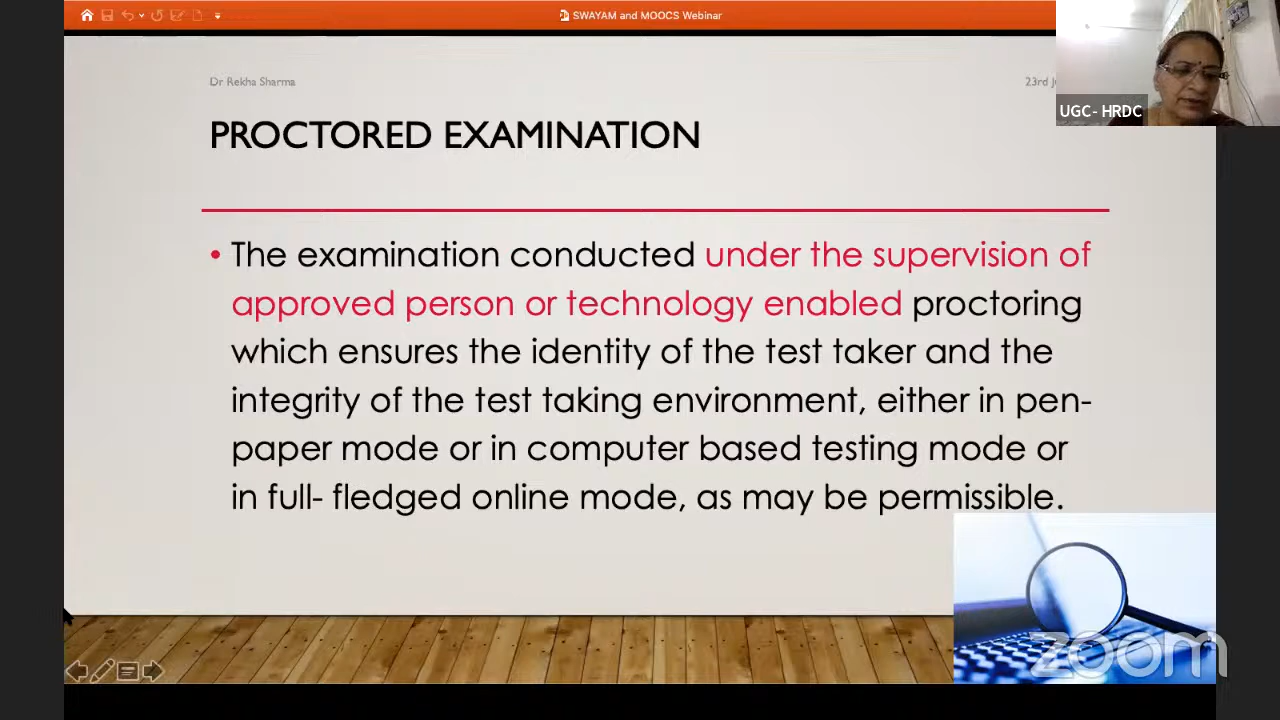 SWAYAM and MOOCS Webinar
Dr Rekha Sharma
23rd
UGC- HRDC
PROCTORED EXAMINATION
• The examination conducted under the supervision of
approved person or technology enabled proctoring
which ensures the identity of the test taker and the
integrity of the test taking environment, either in pen-
paper mode or in computer based testing mode or
in full- fledged online mode, as may be permissible.
zoom